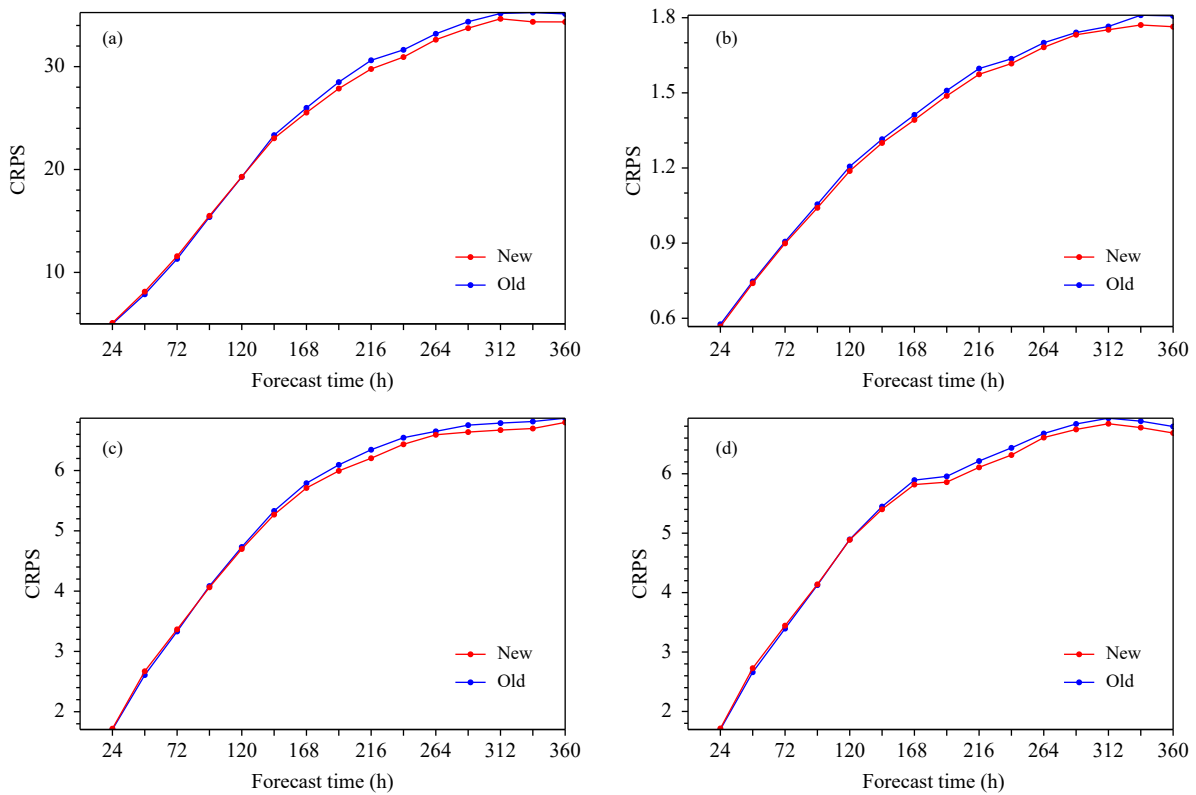 (a)
30
20
10
CRPS
New
Old
24 72 120 168 216 264 312 360
Forecast time (h)
(b)
1.8
1.5
1.2
0.9
0.6
CRPS
New
Old
24 72 120 168 216 264 312 360
Forecast time (h)
(c)
6
5
4
3
2
CRPS
New
Old
24 72 120 168 216 264 312 360
Forecast time (h)
(d)
6
5
4
3
2
CRPS
New
Old
24 72 120 168 216 264 312 360
Forecast time (h)